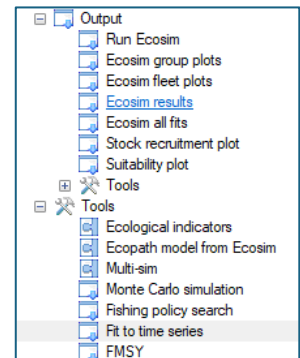 Output
Run Ecosim
Ecosim group plots
Ecosim fleet plots
Ecosim results
Ecosim all fits
Stock recruitment plot
Suitability plot
Tools
Tools
Ecological indicators
Ecopath model from Ecosim
Multi-sim
Monte Carlo simulation
Fishing policy search
Fit to time series
FMSY